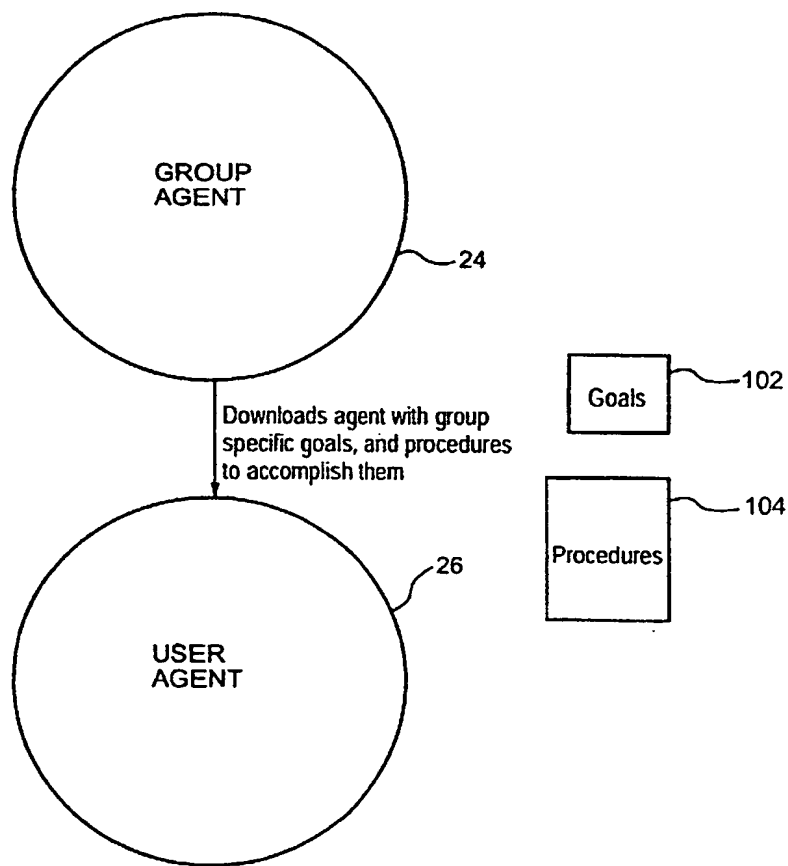 GROUP
AGENT
24
Downloads agent with group
specific goals, and procedures
to accomplish them
Goals
102
Procedures
104
26
USER
AGENT